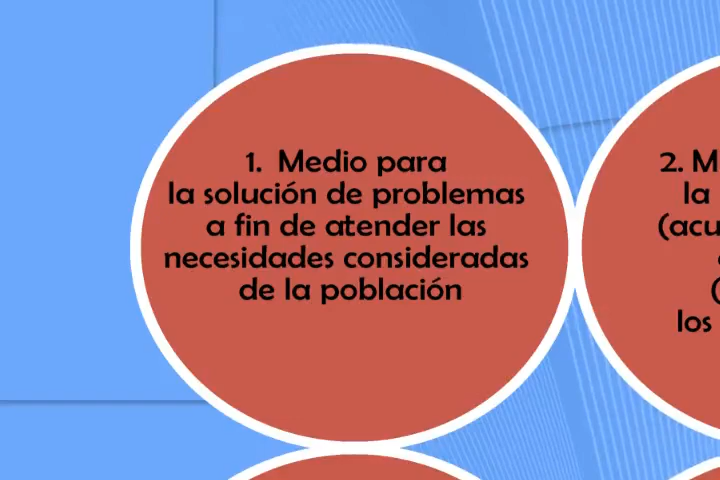 1. Medio para
la solución de problemas
a fin de atender las
necesidades consideradas
de la población
2.
la
los